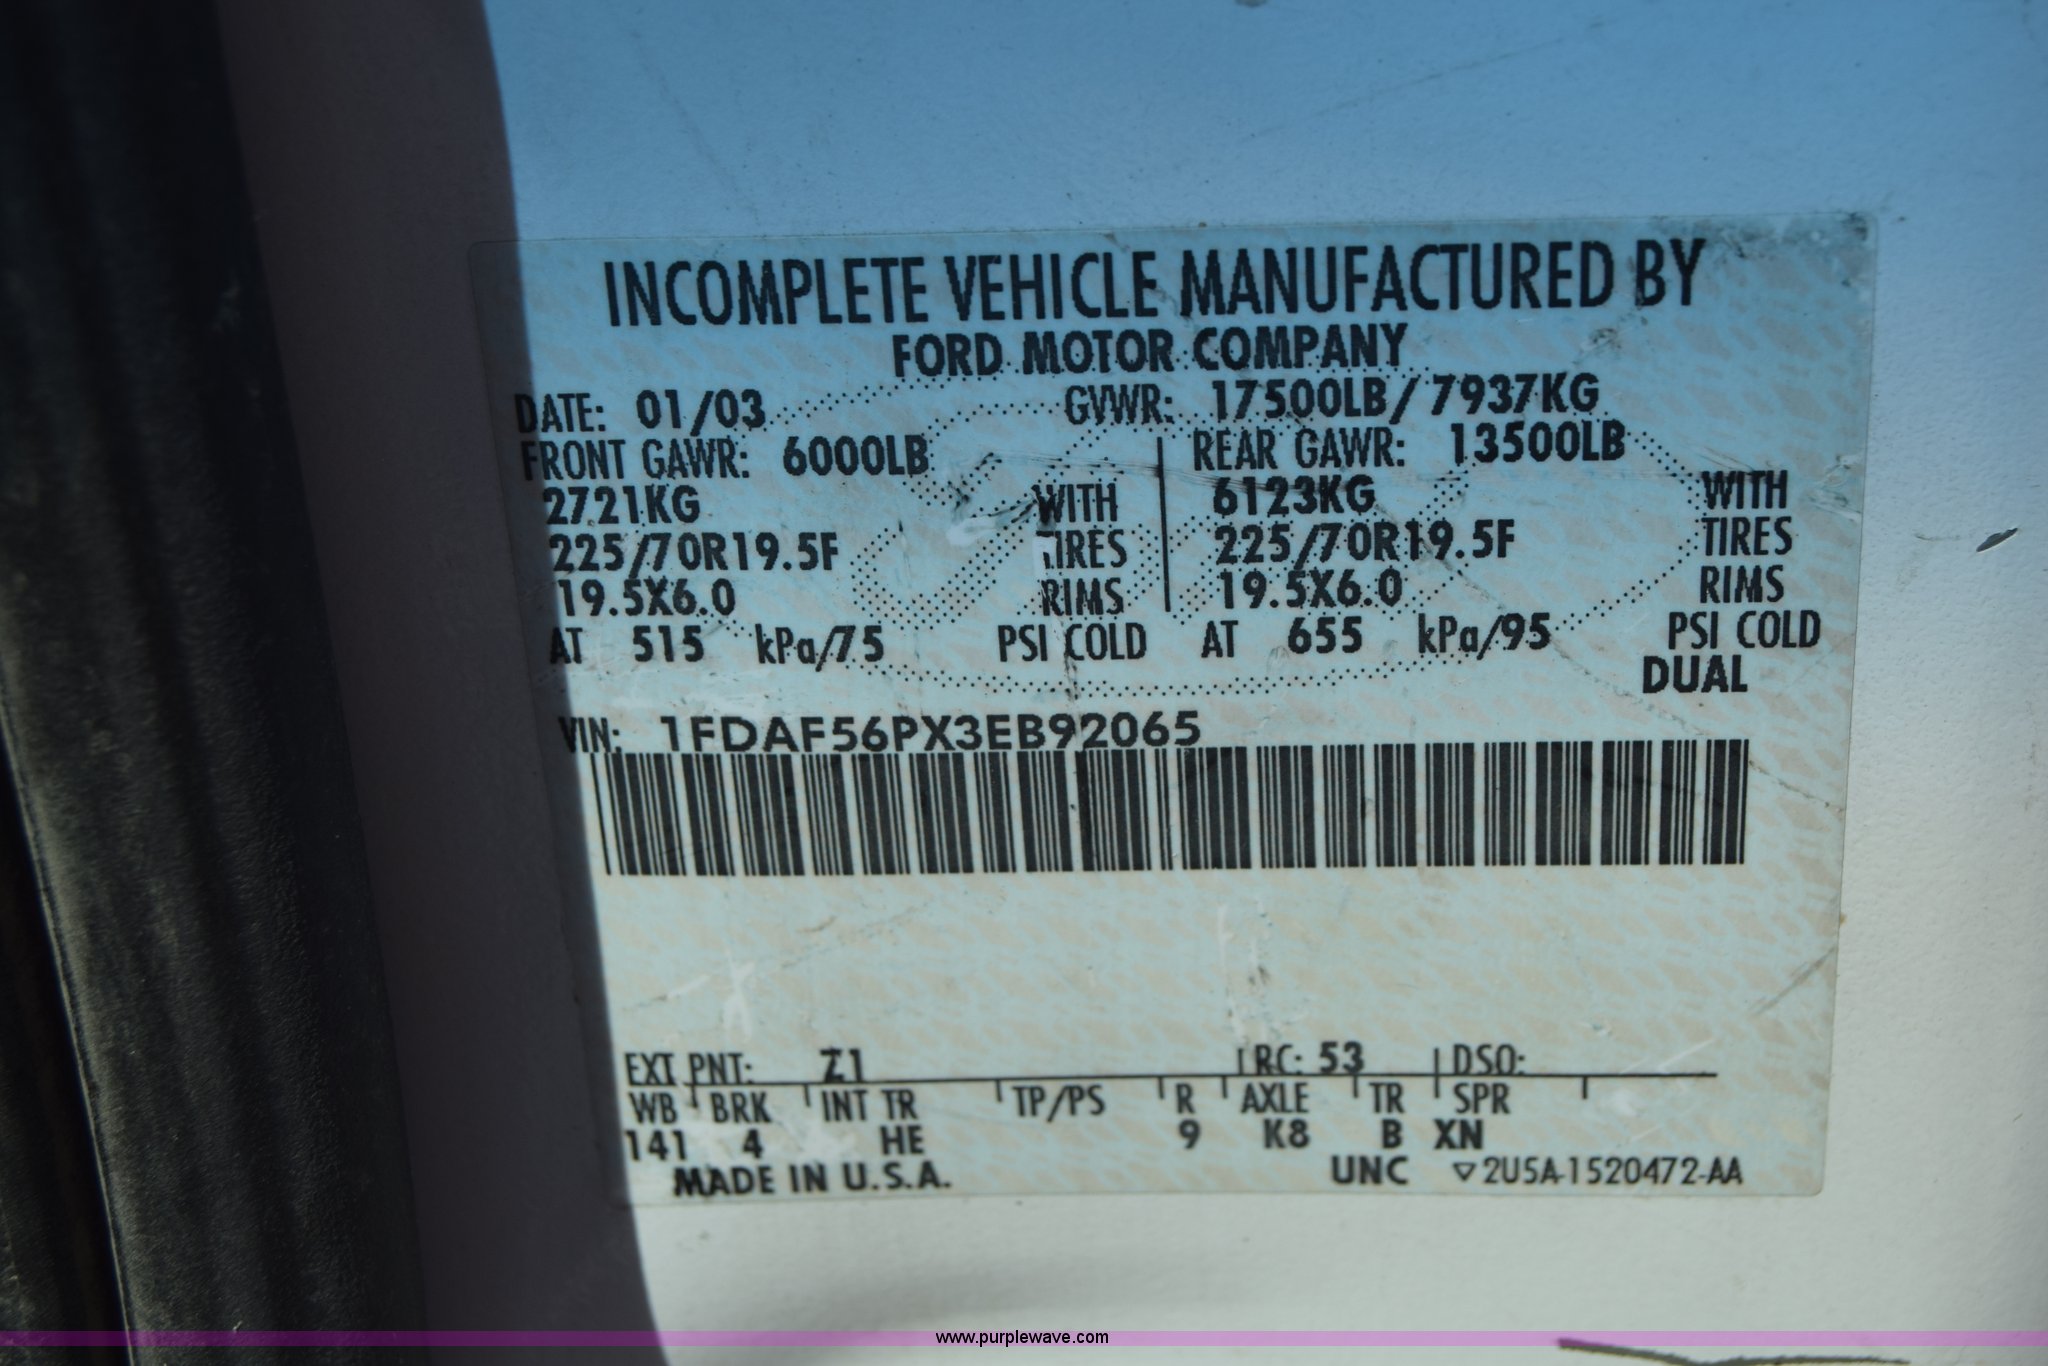 INCOMPLETE VEHICLE MANUFACTURED BY
FORD MOTOR COMPANY
DATE: 01/03 GVWR: 17500LB/7937KG
FRONT GAWR: 6000LB REAR GAWR: 13500LB
2721KG WITH 6123KG WITH
225/70R19.5F TIRES 225/70R19.5F TIRES
19.5X6.0 RIMS 19.5X6.0 RIMS
AT 515 kPa/75 PSI COLD AT 655 kPa/95 PSI COLD
DUAL
VIN: 1FDAF56PX3EB92065
EXT PNT: Z1 RC: 53 DSO:
WB BRK INT TR TP/PS R AXLE TR SPR
141 4 HE 9 K8 B XN
MADE IN U.S.A. UNC ▽2U5A-1520472-AA
www.purplewave.com